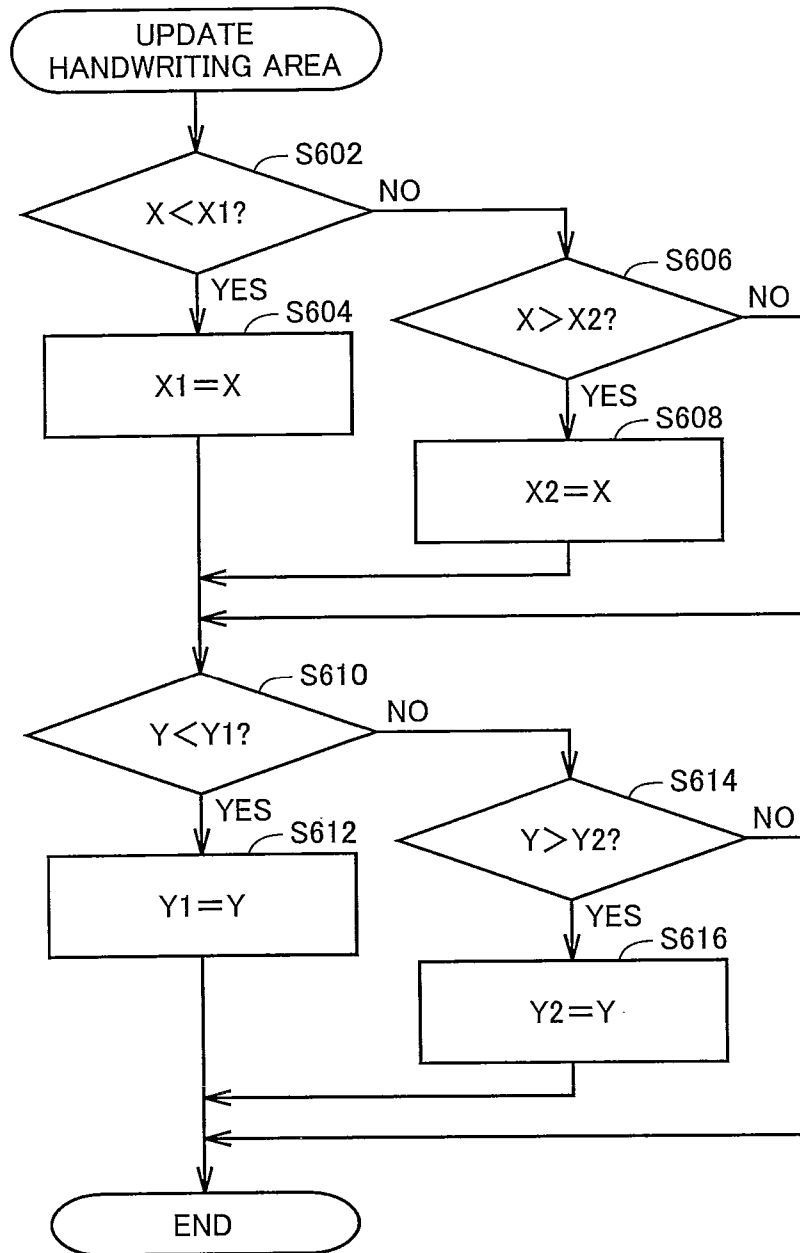 UPDATE
HANDWRITING AREA
S602
X<X1?
NO
YES
S606
X>X2?
NO
S604
X1=X
YES
S608
X2=X
S610
Y<Y1?
NO
YES
S614
Y>Y2?
NO
S612
Y1=Y
YES
S616
Y2=Y
END